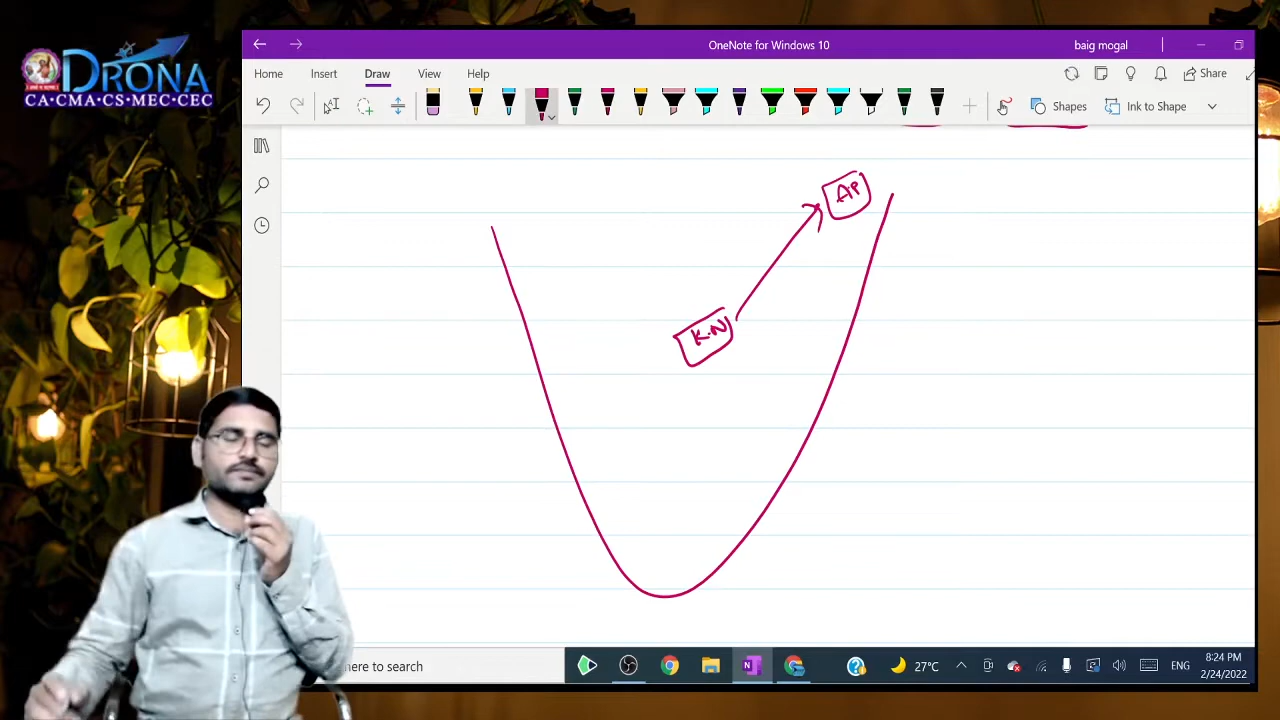 DRONA
CA•CMA•CS•MEC•CEC
OneNote for Windows 10
baig mogal
Home Insert Draw View Help
Share
Shapes
Ink to Shape
AP
K.N
here to search
27°C
ENG
8:24 PM
2/24/2022